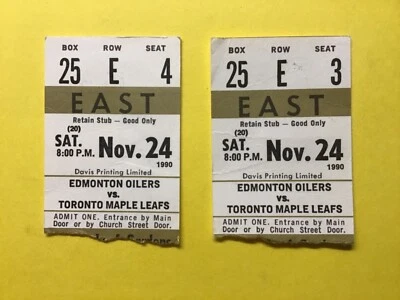 BOX ROW SEAT
25 E 4
EAST
Retain Stub — Good Only
(20)
SAT. Nov. 24
8:00 P.M. 1990
Davis Printing Limited
EDMONTON OILERS
vs.
TORONTO MAPLE LEAFS
ADMIT ONE. Entrance by Main
Door or by Church Street Door.
BOX ROW SEAT
25 E 3
EAST
Retain Stub — Good Only
(20)
SAT. Nov. 24
8:00 P.M. 1990
Davis Printing Limited
EDMONTON OILERS
vs.
TORONTO MAPLE LEAFS
ADMIT ONE. Entrance by Main
Door or by Church Street Door.